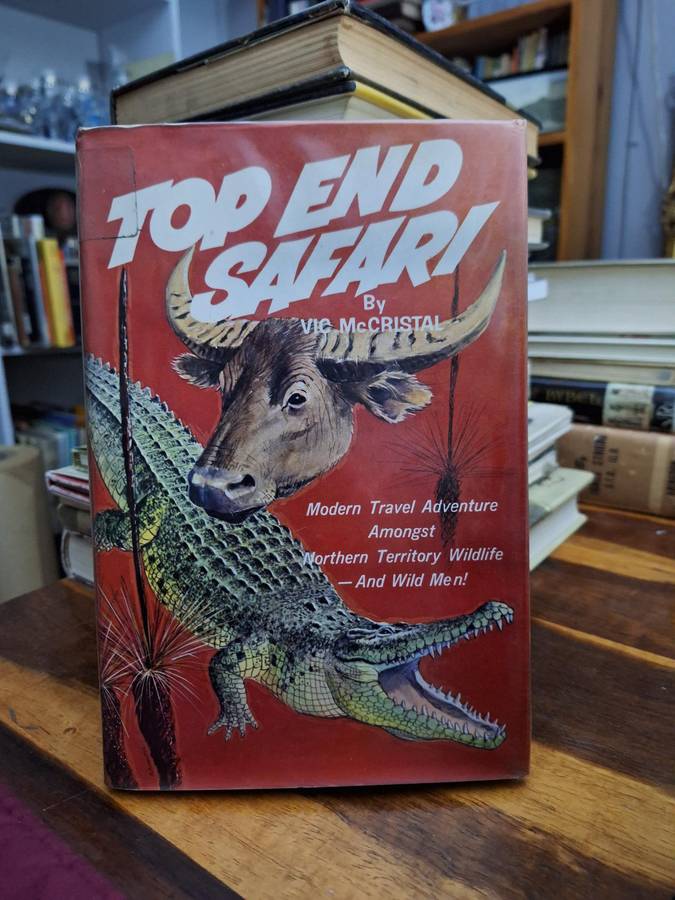 TOP END
SAFARI
By
VIC McCRISTAL
Modern Travel Adventure
Amongst
Northern Territory Wildlife
— And Wild Men!